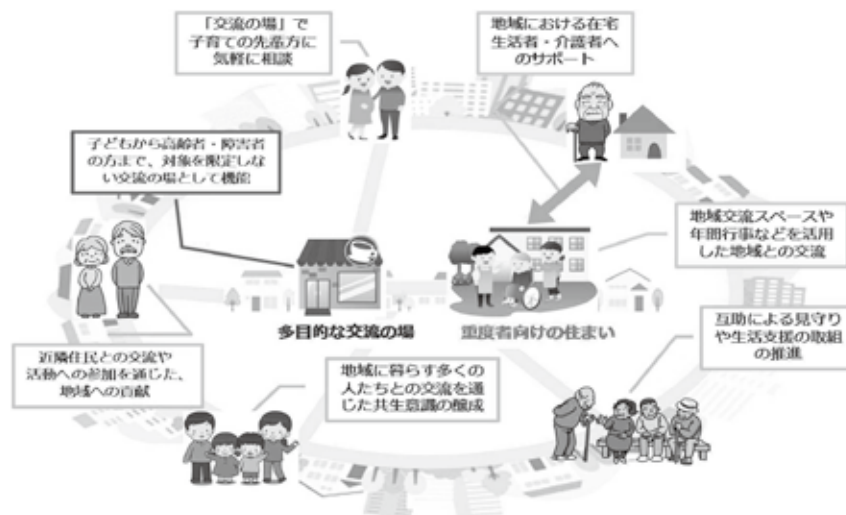 「交流の場」で
子育ての先輩方に
気軽に相談
地域における在宅
生活者・介護者へ
のサポート
子どもから高齢者・障害者
の方まで、対象を限定しな
い交流の場として機能
地域交流スペースや
年間行事などを活用
した地域との交流
多目的な交流の場
重度者向けの住まい
互助による見守り
や生活支援の取組
の推進
近隣住民との交流や
活動への参加を通じた、
地域への貢献
地域に暮らす多くの
人たちとの交流を通
じた共生意識の醸成